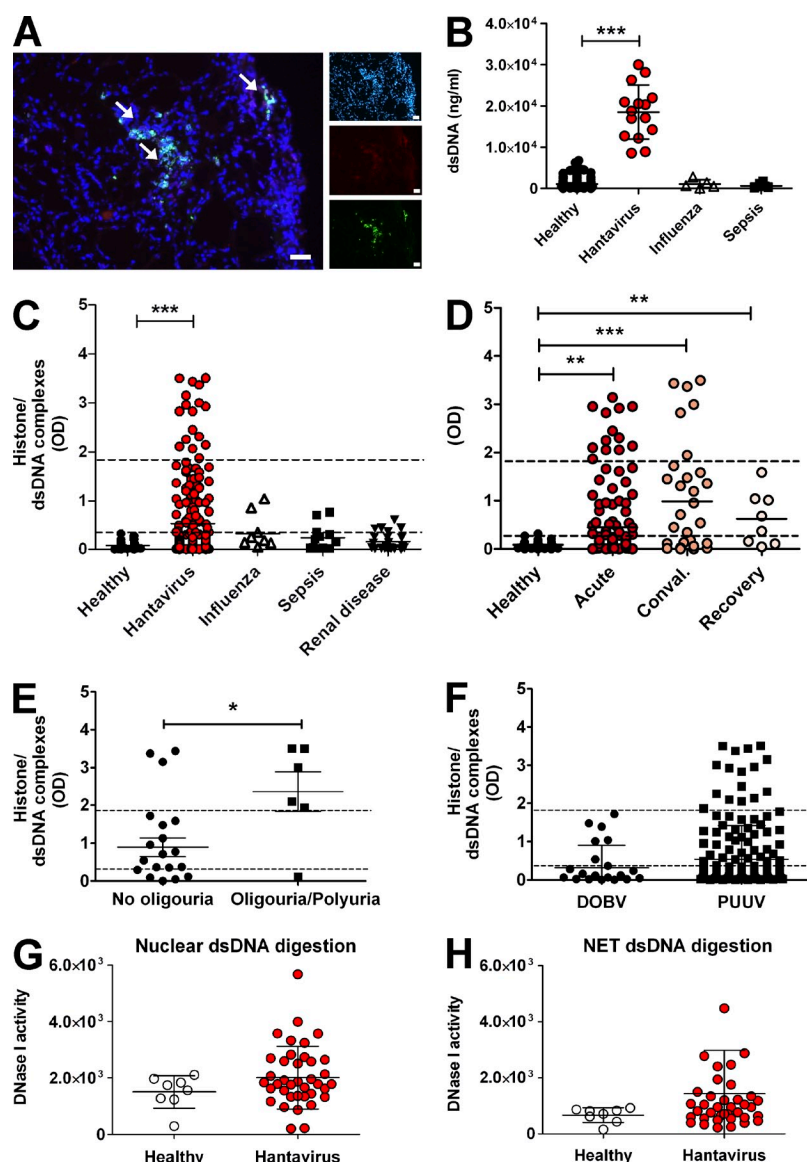 A
B
dsDNA (ng/ml)
4.0×10⁴
3.0×10⁴
2.0×10⁴
1.0×10⁴
0
***
Healthy
Hantavirus
Influenza
Sepsis
C
Histone/
dsDNA complexes
(OD)
5
4
3
2
1
0
***
Healthy
Hantavirus
Influenza
Sepsis
Renal disease
D
(OD)
5
4
3
2
1
0
**
***
**
Healthy
Acute
Conval.
Recovery
E
Histone/
dsDNA complexes
(OD)
5
4
3
2
1
0
*
No oligouria
Oligouria/Polyuria
F
Histone/
dsDNA complexes
(OD)
5
4
3
2
1
0
DOBV
PUUV
G
Nuclear dsDNA digestion
DNase I activity
6.0×10³
4.0×10³
2.0×10³
0
Healthy
Hantavirus
H
NET dsDNA digestion
DNase I activity
6.0×10³
4.0×10³
2.0×10³
0
Healthy
Hantavirus